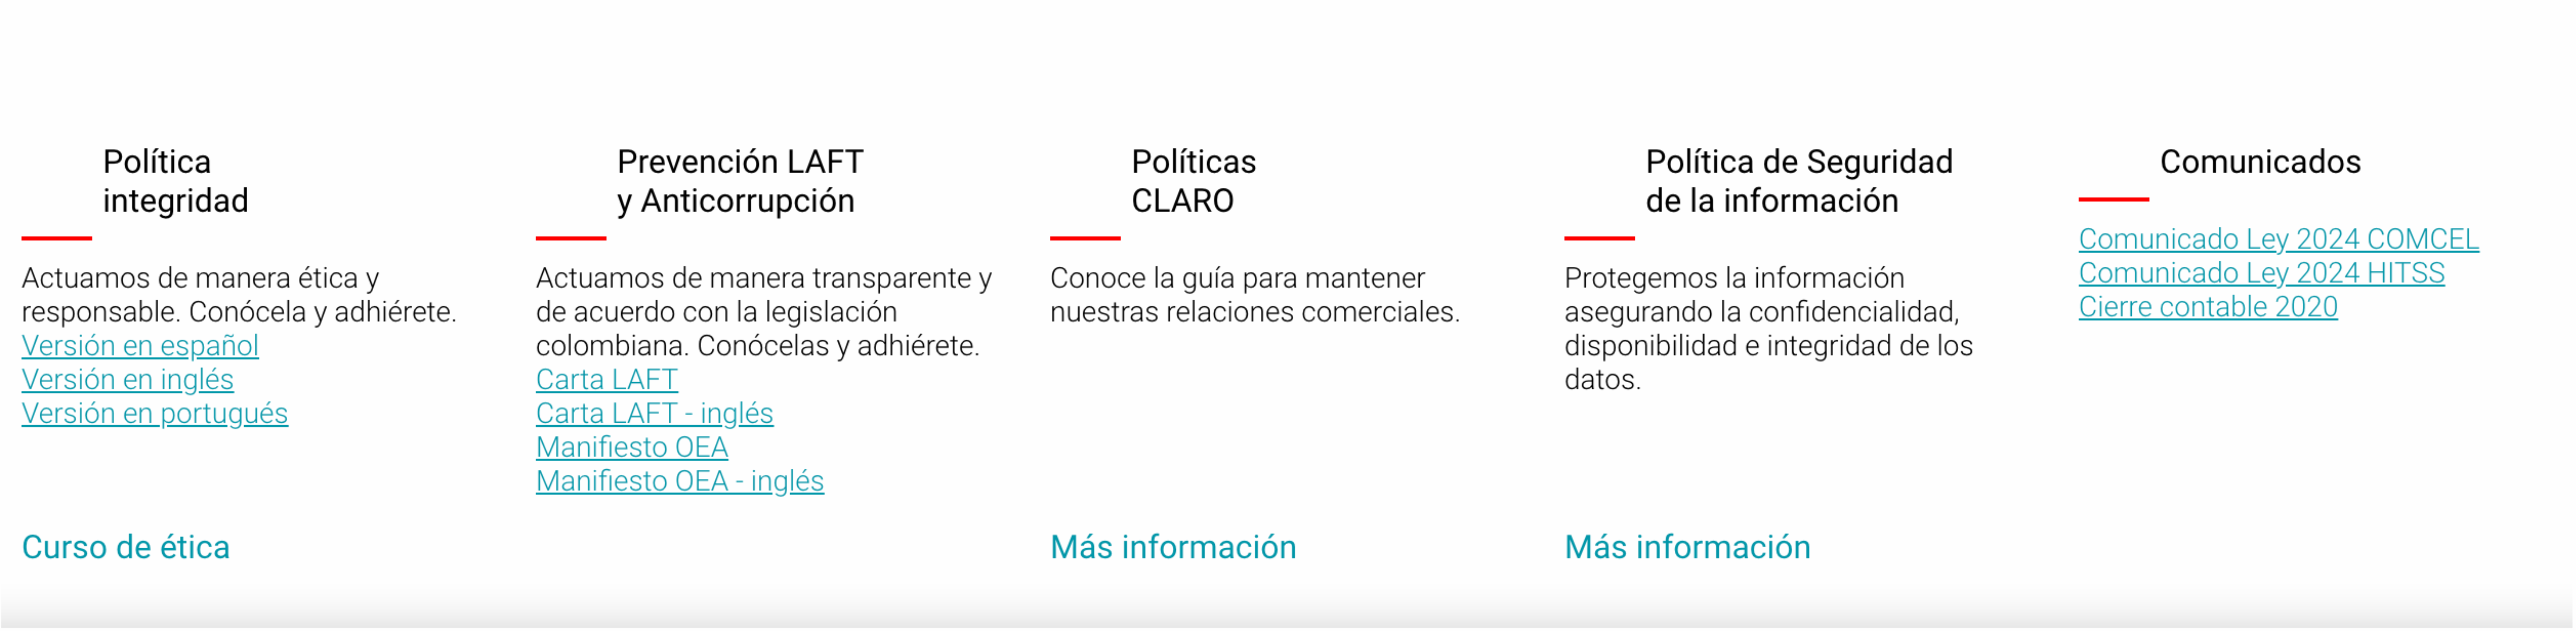 Política
integridad
Actuamos de manera ética y
responsable. Conócela y adhiérete.
Versión en español
Versión en inglés
Versión en portugués
Curso de ética
Prevención LAFT
y Anticorrupción
Actuamos de manera transparente y
de acuerdo con la legislación
colombiana. Conócelas y adhiérete.
Carta LAFT
Carta LAFT - inglés
Manifiesto OEA
Manifiesto OEA - inglés
Políticas
CLARO
Conoce la guía para mantener
nuestras relaciones comerciales.
Más información
Política de Seguridad
de la información
Protegemos la información
asegurando la confidencialidad,
disponibilidad e integridad de los
datos.
Más información
Comunicados
Comunicado Ley 2024 COMCEL
Comunicado Ley 2024 HITSS
Cierre contable 2020